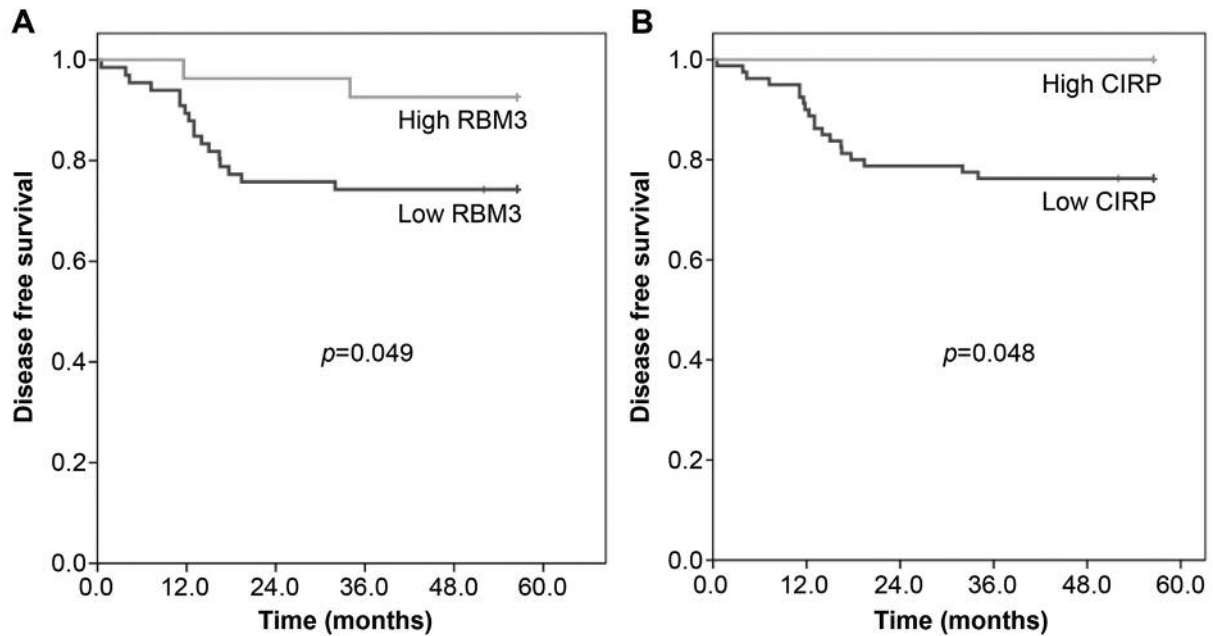 A
Disease free survival
1.0
0.8
0.6
0.4
0.2
0.0
High RBM3
Low RBM3
p=0.049
0.0 12.0 24.0 36.0 48.0 60.0
Time (months)
B
Disease free survival
1.0
0.8
0.6
0.4
0.2
0.0
High CIRP
Low CIRP
p=0.048
0.0 12.0 24.0 36.0 48.0 60.0
Time (months)